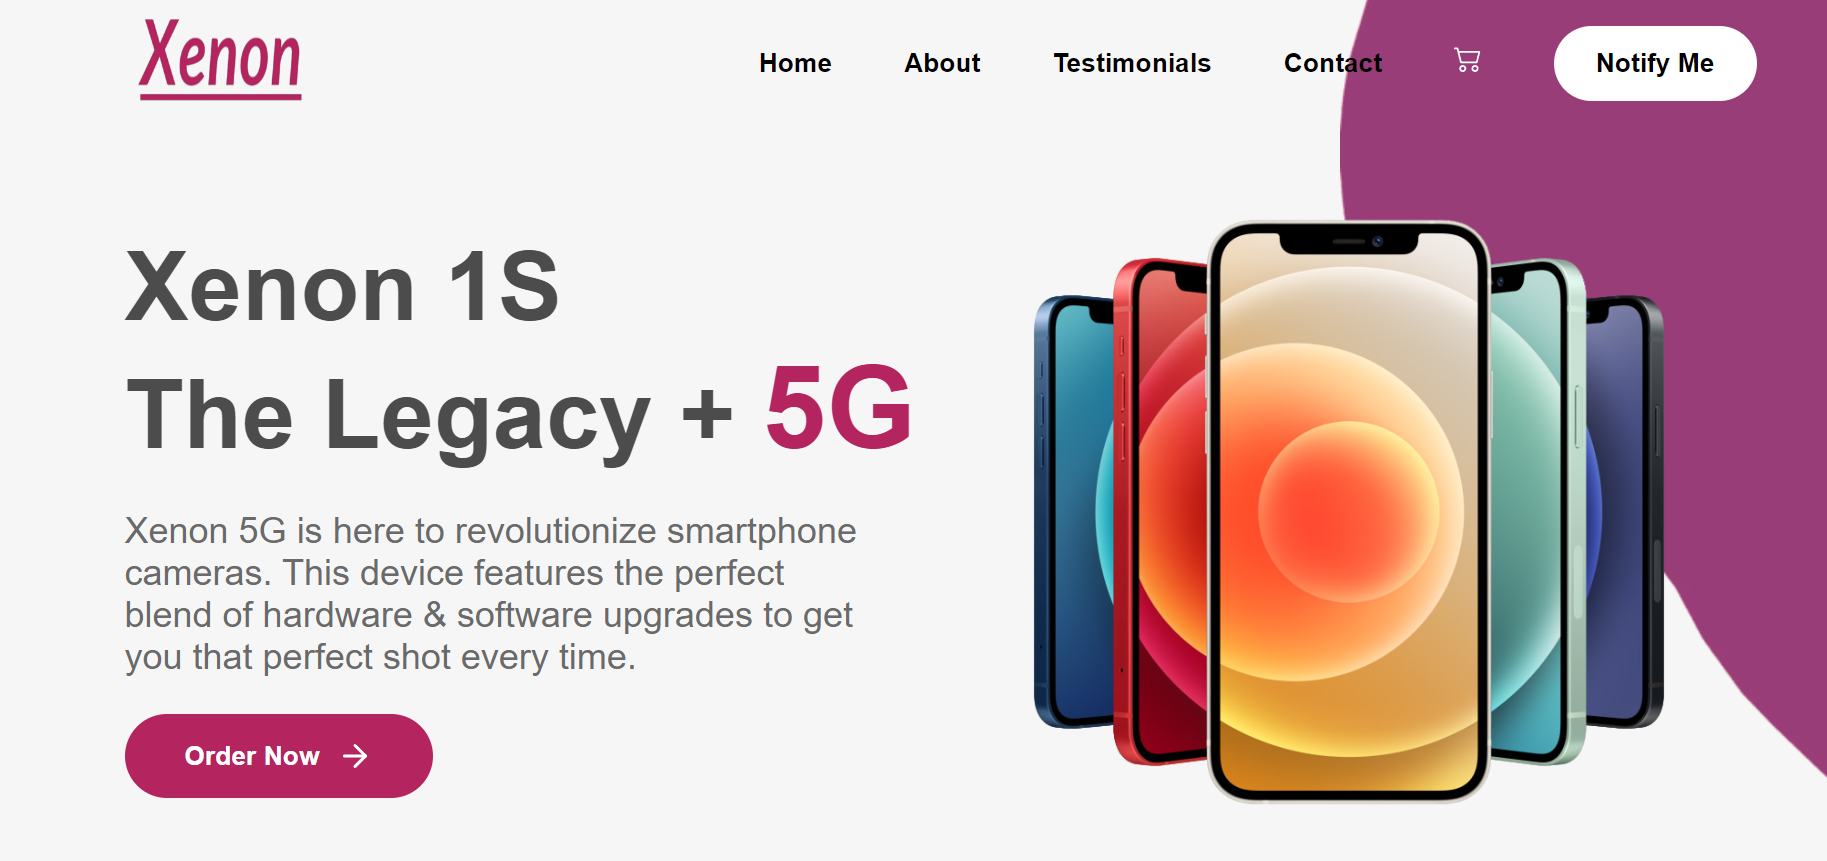 Xenon
Home
About
Testimonials
Contact
Notify Me
Xenon 1S
The Legacy + 5G
Xenon 5G is here to revolutionize smartphone
cameras. This device features the perfect
blend of hardware & software upgrades to get
you that perfect shot every time.
Order Now